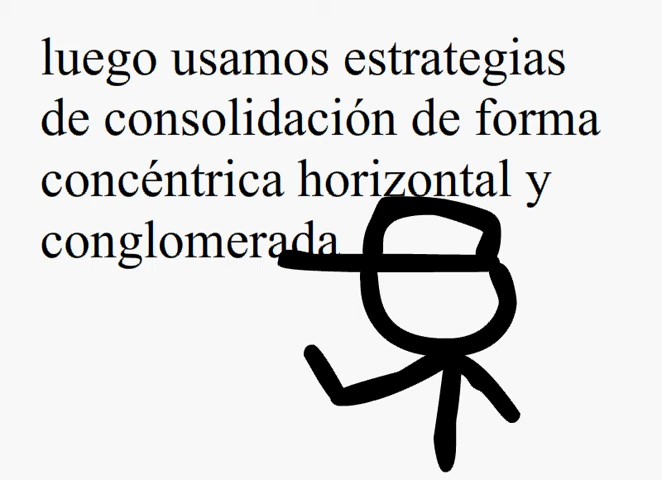 luego usamos estrategias
de consolidación de forma
concéntrica horizontal y
conglomerada